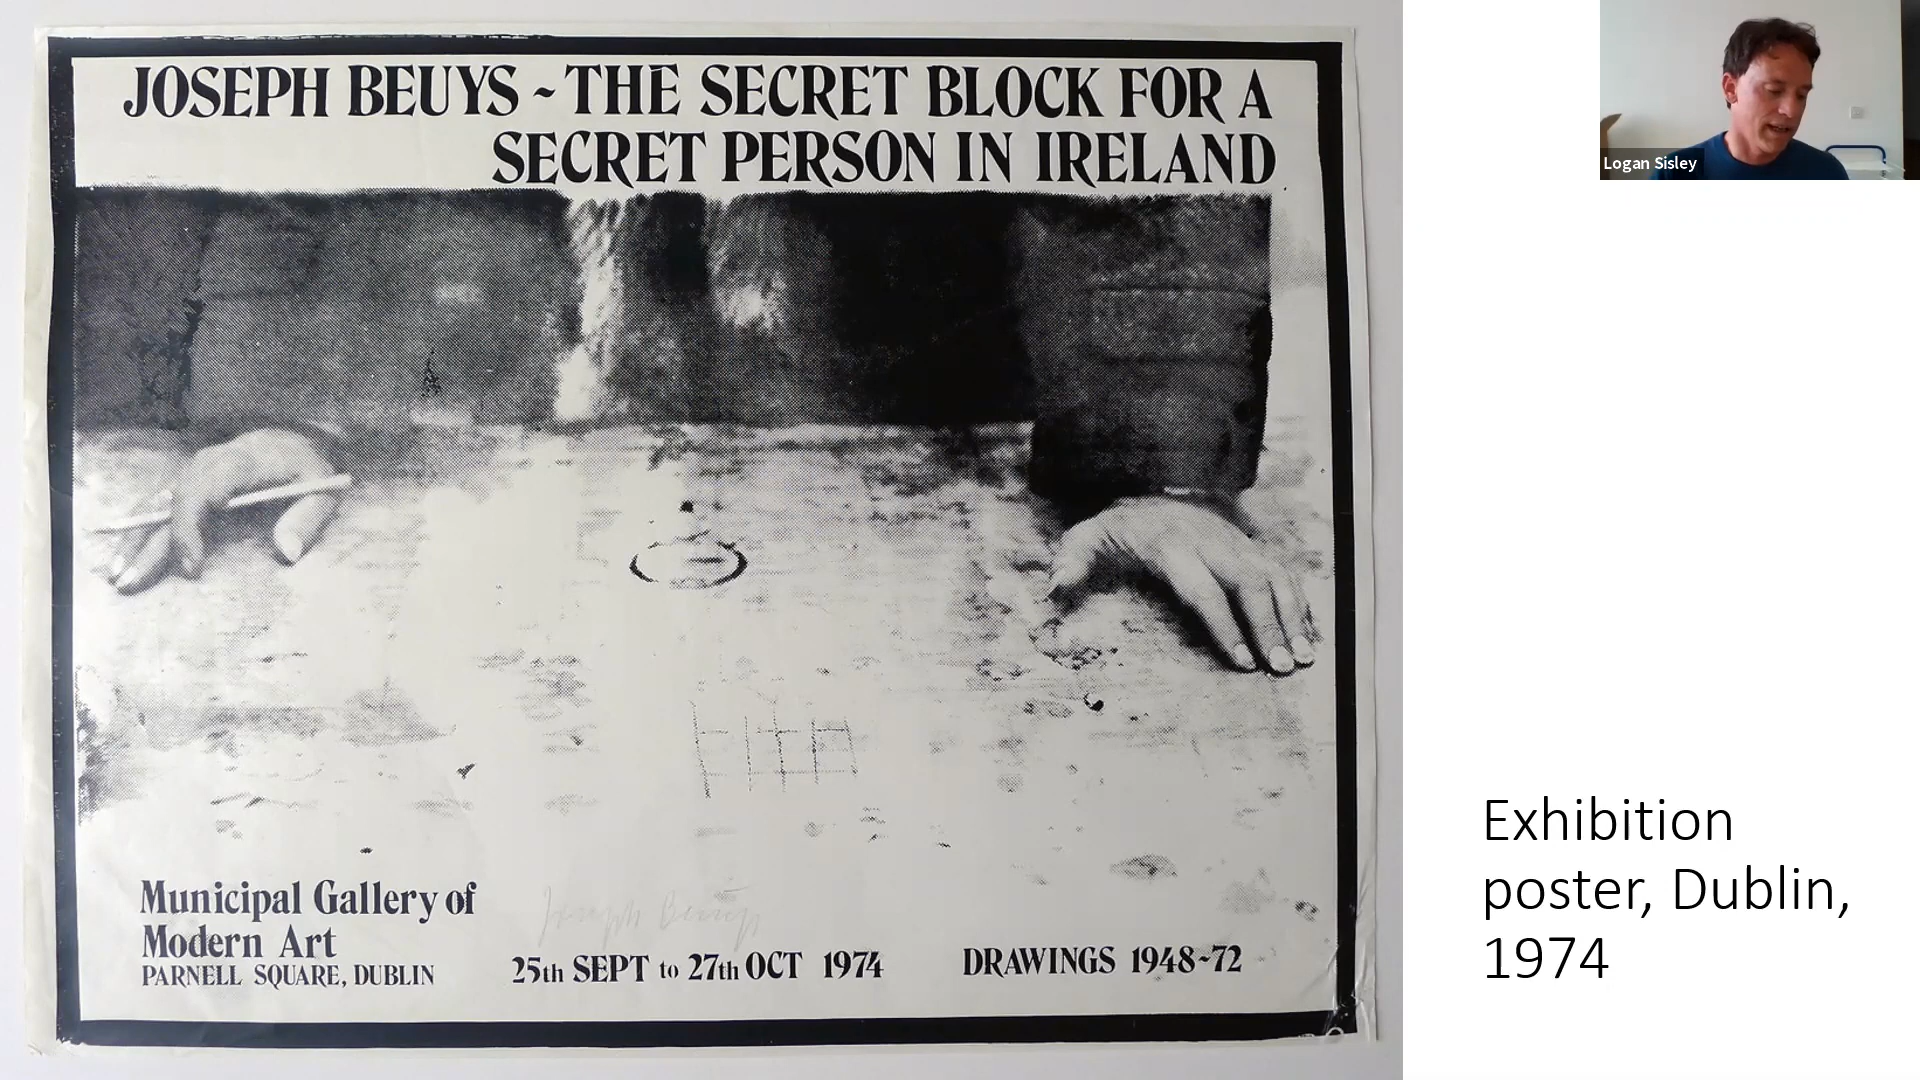 JOSEPH BEUYS ~ THE SECRET BLOCK FOR A
SECRET PERSON IN IRELAND
Municipal Gallery of
Modern Art
PARNELL SQUARE, DUBLIN
Joseph Beuys
25th SEPT to 27th OCT 1974
DRAWINGS 1948~72
Logan Sisley
Exhibition
poster, Dublin,
1974